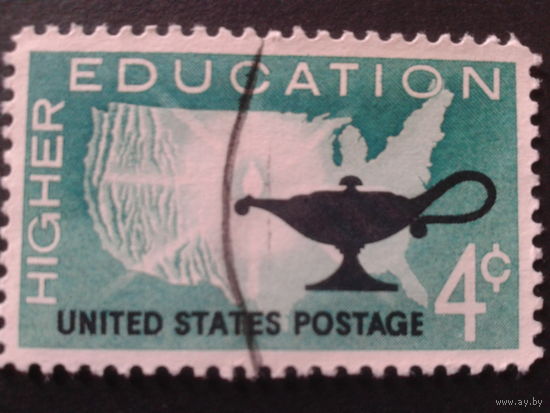 HIGHER
EDUCATION
4¢
UNITED STATES POSTAGE
www.ay.by